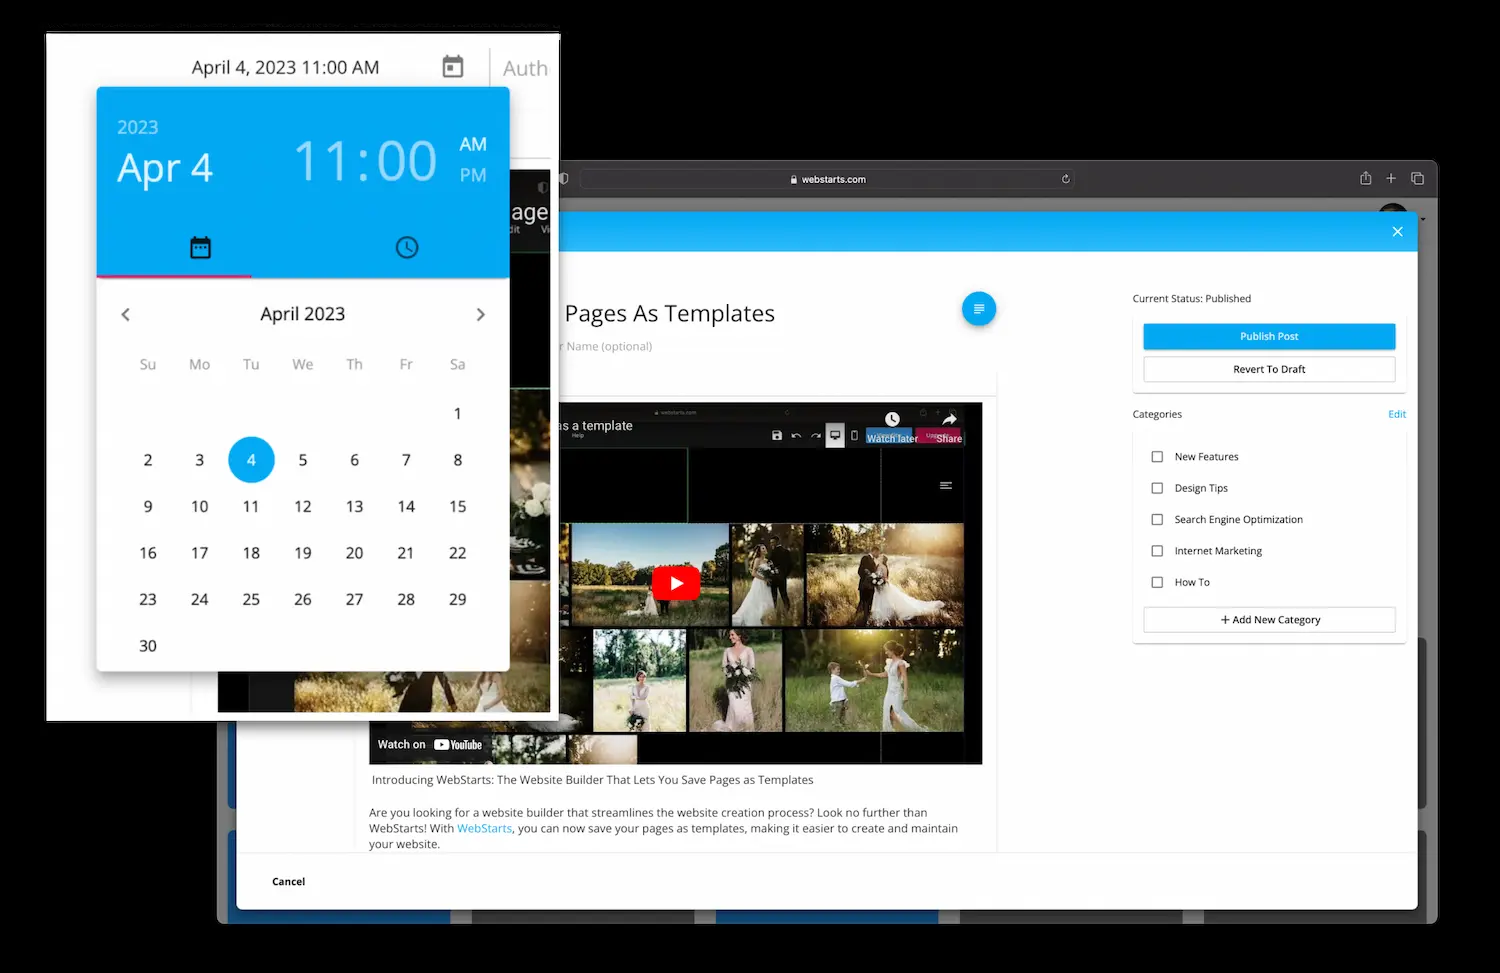 April 4, 2023 11:00 AM
Auth
2023
Apr 4
11:00
AM
PM
April 2023
Su Mo Tu We Th Fr Sa
1
2 3 4 5 6 7 8
9 10 11 12 13 14 15
16 17 18 19 20 21 22
23 24 25 26 27 28 29
30
age
dit
webstarts.com
Pages As Templates
r Name (optional)
webstarts.com
as a template
Help
Watch later
Share
Watch on YouTube
Introducing WebStarts: The Website Builder That Lets You Save Pages as Templates
Are you looking for a website builder that streamlines the website creation process? Look no further than
WebStarts! With WebStarts, you can now save your pages as templates, making it easier to create and maintain
your website.
Cancel
Current Status: Published
Publish Post
Revert To Draft
Categories
Edit
New Features
Design Tips
Search Engine Optimization
Internet Marketing
How To
+ Add New Category